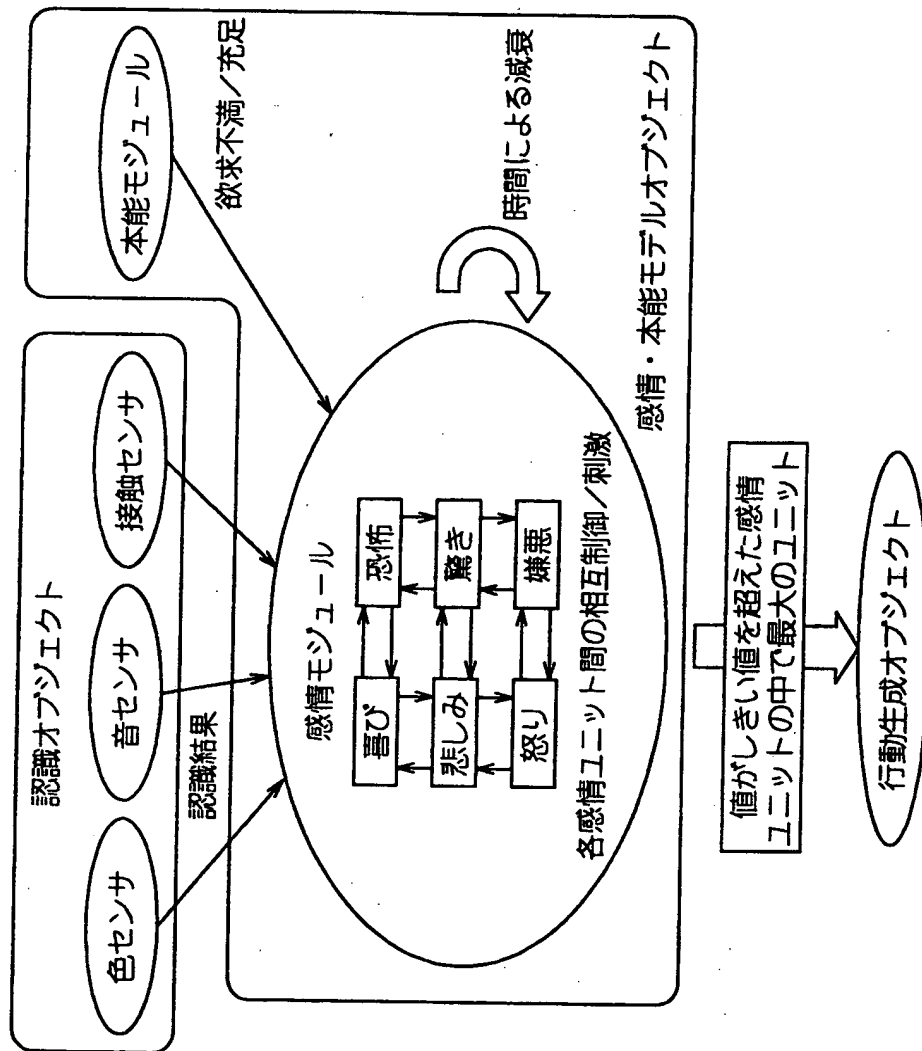 認識オブジェクト
色センサ
音センサ
接触センサ
本能モジュール
認識結果
欲求不満/充足
感情モジュール
喜び
恐怖
悲しみ
驚き
怒り
嫌悪
各感情ユニット間の相互制御/刺激
時間による減衰
感情・本能モデルオブジェクト
値がしきい値を超えた感情
ユニットの中で最大のユニット
行動生成オブジェクト